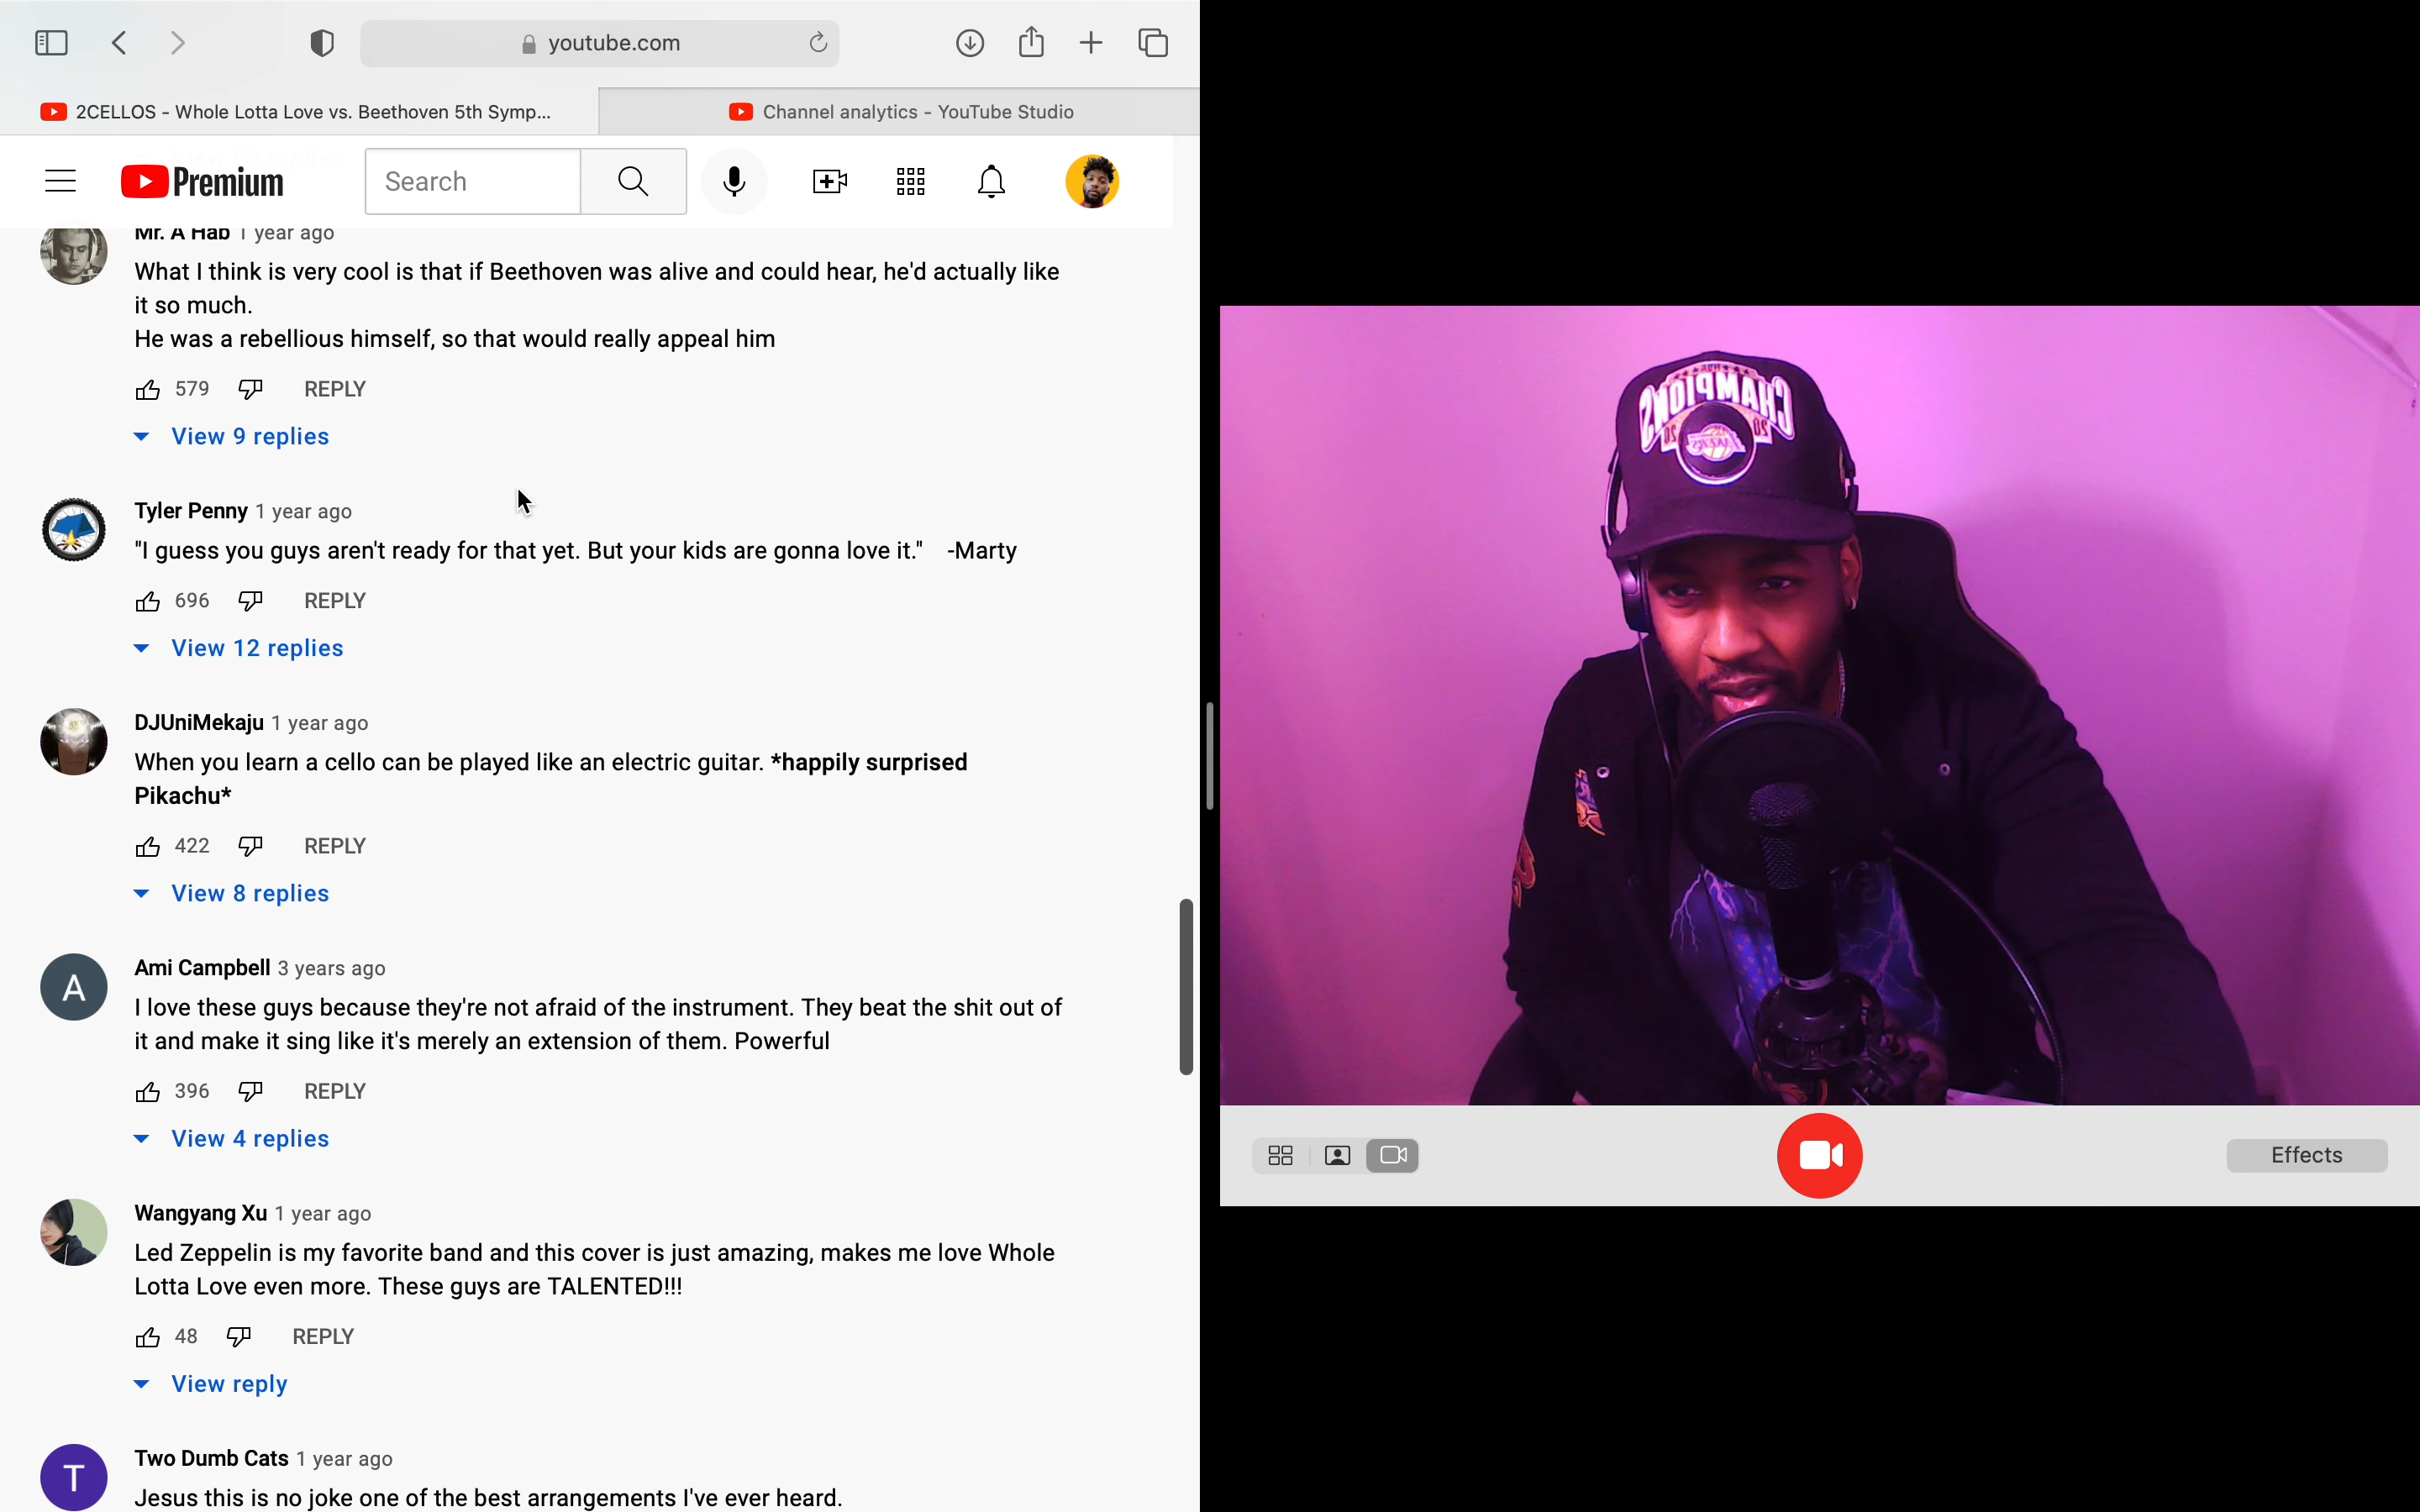 youtube.com
2CELLOS - Whole Lotta Love vs. Beethoven 5th Symp...
Channel analytics - YouTube Studio
Premium
Search
Mr. A Hab 1 year ago
What I think is very cool is that if Beethoven was alive and could hear, he'd actually like
it so much.
He was a rebellious himself, so that would really appeal him
579 REPLY
View 9 replies
Tyler Penny 1 year ago
"I guess you guys aren't ready for that yet. But your kids are gonna love it." -Marty
696 REPLY
View 12 replies
DJUniMekaju 1 year ago
When you learn a cello can be played like an electric guitar. *happily surprised
Pikachu*
422 REPLY
View 8 replies
A
Ami Campbell 3 years ago
I love these guys because they're not afraid of the instrument. They beat the shit out of
it and make it sing like it's merely an extension of them. Powerful
396 REPLY
View 4 replies
Wangyang Xu 1 year ago
Led Zeppelin is my favorite band and this cover is just amazing, makes me love Whole
Lotta Love even more. These guys are TALENTED!!!
48 REPLY
View reply
T
Two Dumb Cats 1 year ago
Jesus this is no joke one of the best arrangements I've ever heard.
CHAMPIONS
20 20
LAKERS
Effects